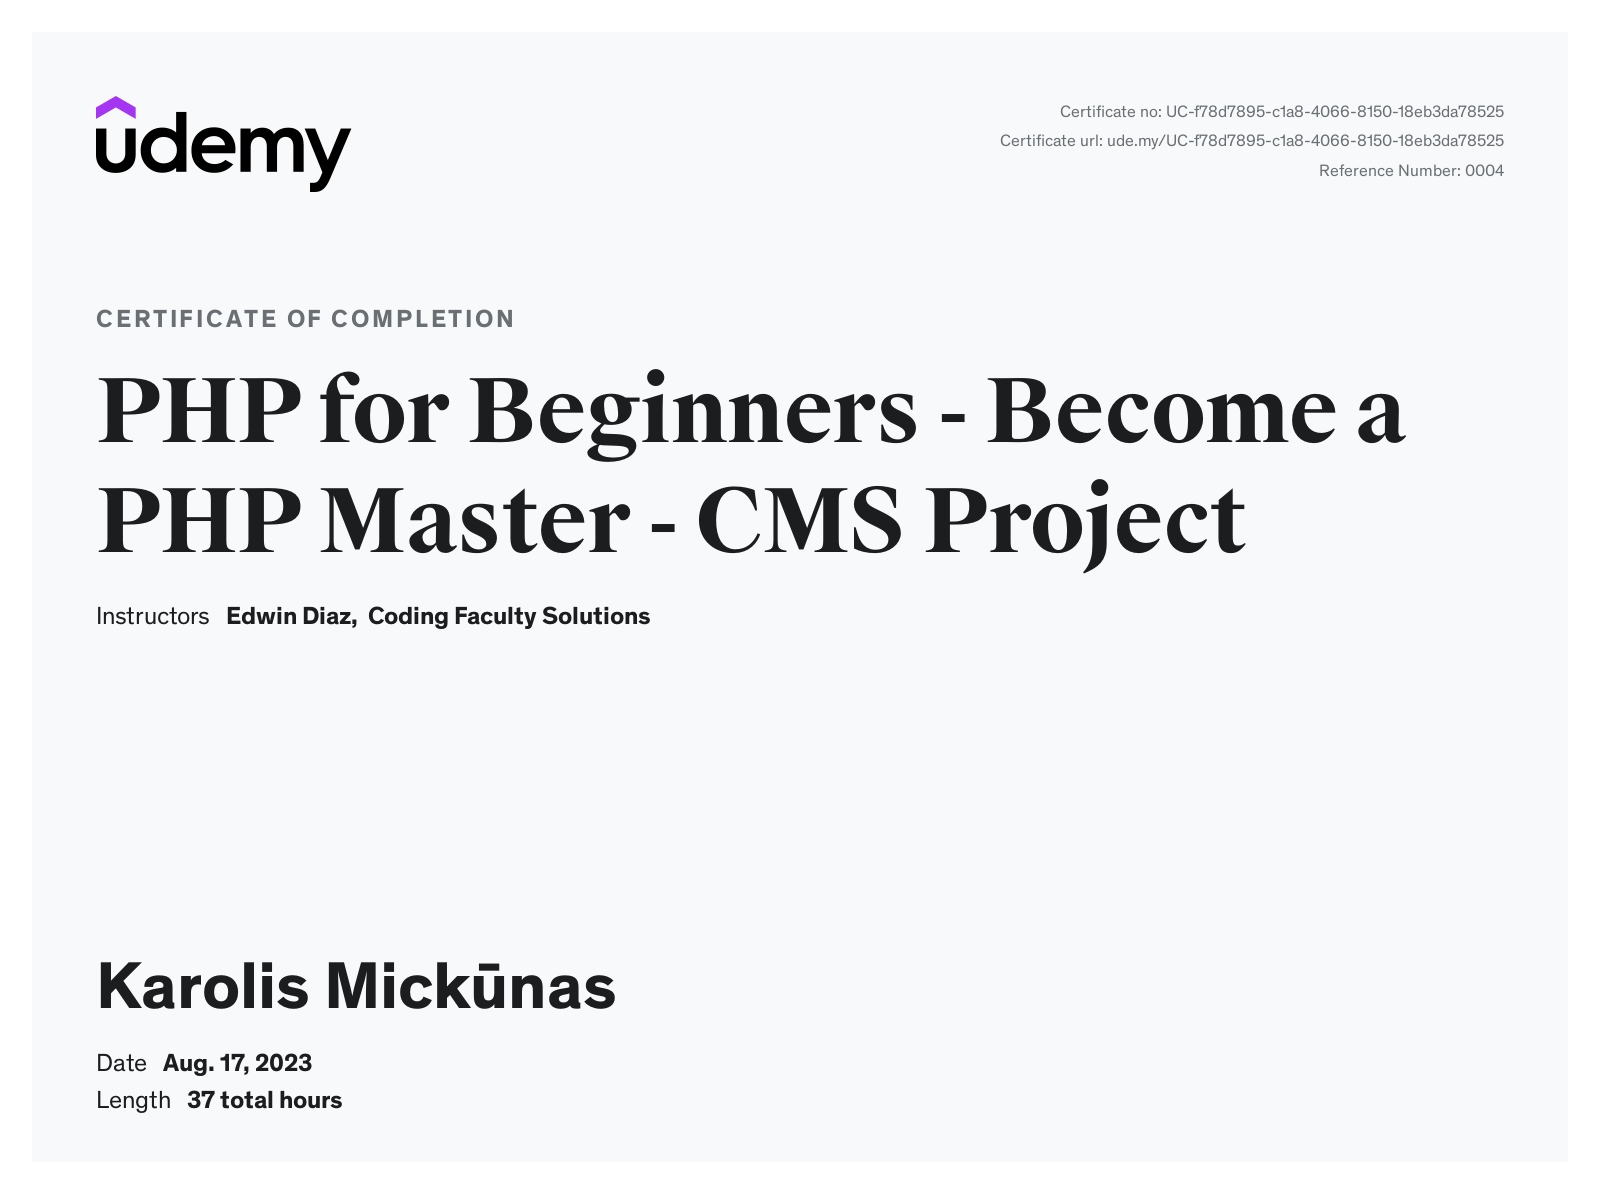 udemy
Certificate no: UC-f78d7895-c1a8-4066-8150-18eb3da78525
Certificate url: ude.my/UC-f78d7895-c1a8-4066-8150-18eb3da78525
Reference Number: 0004
CERTIFICATE OF COMPLETION
PHP for Beginners - Become a
PHP Master - CMS Project
Instructors Edwin Diaz, Coding Faculty Solutions
Karolis Mickūnas
Date Aug. 17, 2023
Length 37 total hours